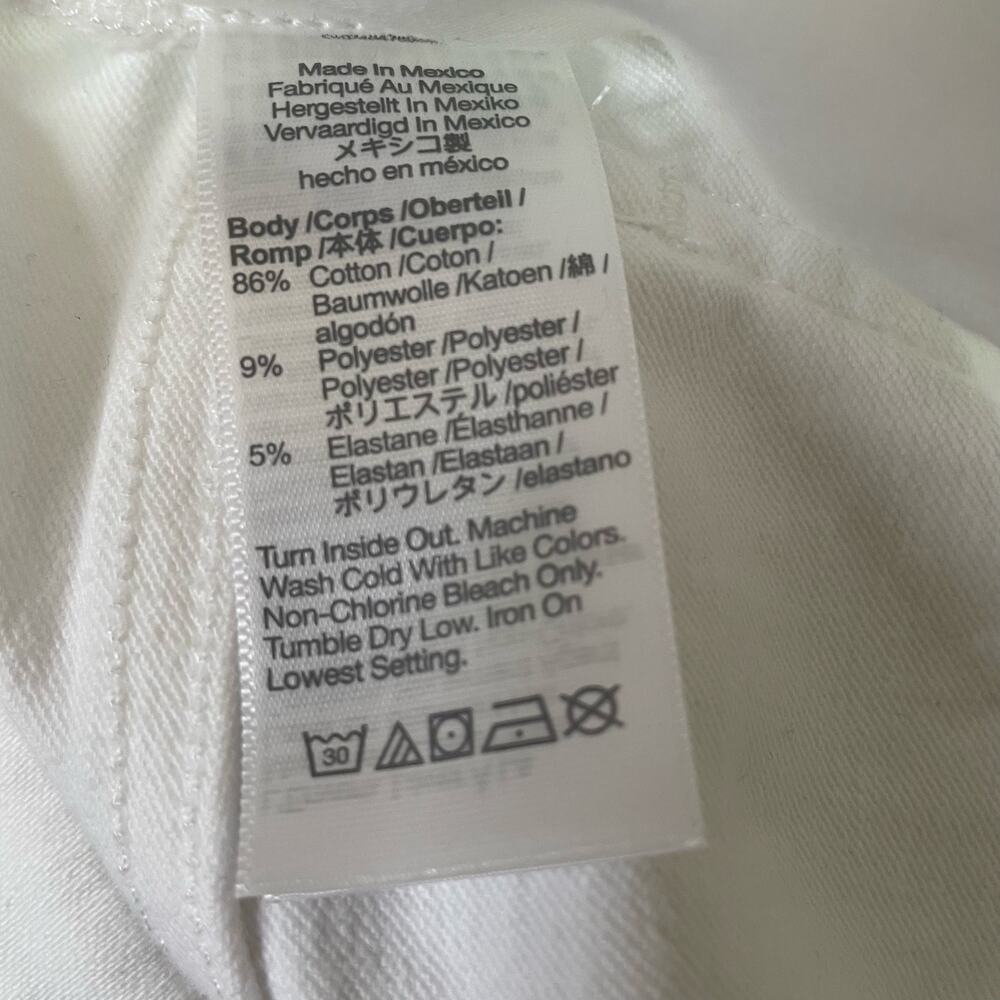 Made In Mexico
Fabriqué Au Mexique
Hergestellt In Mexiko
Vervaardigd In Mexico
メキシコ製
hecho en méxico
Body /Corps /Oberteil /
Romp /本体 /Cuerpo:
86% Cotton /Coton /
Baumwolle /Katoen /綿 /
algodón
9% Polyester /Polyester /
Polyester /Polyester /
ポリエステル /poliéster
5% Elastane /Élasthanne /
Elastan /Elastaan /
ポリウレタン /elastano
Turn Inside Out. Machine
Wash Cold With Like Colors.
Non-Chlorine Bleach Only.
Tumble Dry Low. Iron On
Lowest Setting.
30